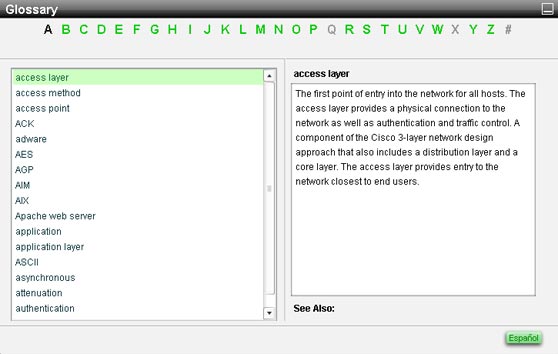 Glossary
A B C D E F G H I J K L M N O P Q R S T U V W X Y Z #
access layer
access method
access point
ACK
adware
AES
AGP
AIM
AIX
Apache web server
application
application layer
ASCII
asynchronous
attenuation
authentication
access layer
The first point of entry into the network for all hosts. The
access layer provides a physical connection to the
network as well as authentication and traffic control. A
component of the Cisco 3-layer network design
approach that also includes a distribution layer and a
core layer. The access layer provides entry to the
network closest to end users.
See Also:
Español